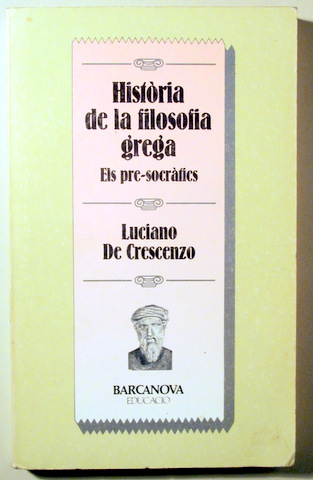 Història
de la filosofia
grega
Els pre-socràtics
Luciano
De Crescenzo
BARCANOVA
EDUCACIÓ